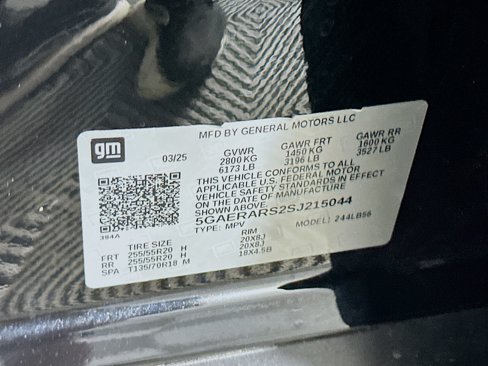 MFD BY GENERAL MOTORS LLC
gm
03/25
GVWR GAWR FRT GAWR RR
2800 KG 1450 KG 1600 KG
6173 LB 3196 LB 3527 LB
THIS VEHICLE CONFORMS TO ALL
APPLICABLE U.S. FEDERAL MOTOR
VEHICLE SAFETY STANDARDS IN EFFECT
ON THE DATE OF MANUFACTURE
SHOWN ABOVE.
5GAERARS2SJ215044
TYPE: MPV MODEL: 244LB56
394A
TIRE SIZE RIM
FRT 255/55R20 H 20X8J
RR 255/55R20 H 20X8J
SPA T135/70R18 M 18X4.5B